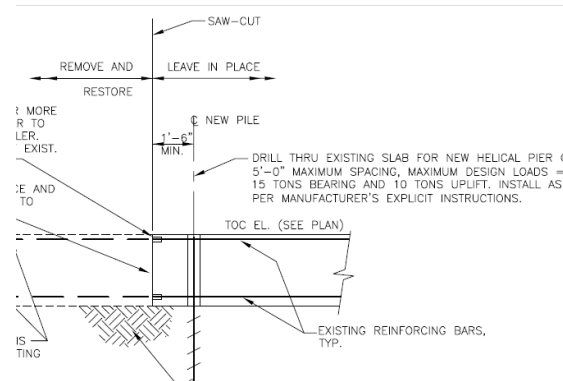 SAW-CUT
REMOVE AND
RESTORE
LEAVE IN PLACE
R MORE
R TO
LER.
EXIST.
℄ NEW PILE
1'-6"
MIN.
DRILL THRU EXISTING SLAB FOR NEW HELICAL PIER
5'-0" MAXIMUM SPACING, MAXIMUM DESIGN LOADS =
15 TONS BEARING AND 10 TONS UPLIFT. INSTALL AS
PER MANUFACTURER'S EXPLICIT INSTRUCTIONS.
CE AND
TO
TOC EL. (SEE PLAN)
EXISTING REINFORCING BARS,
TYP.
IS
TING